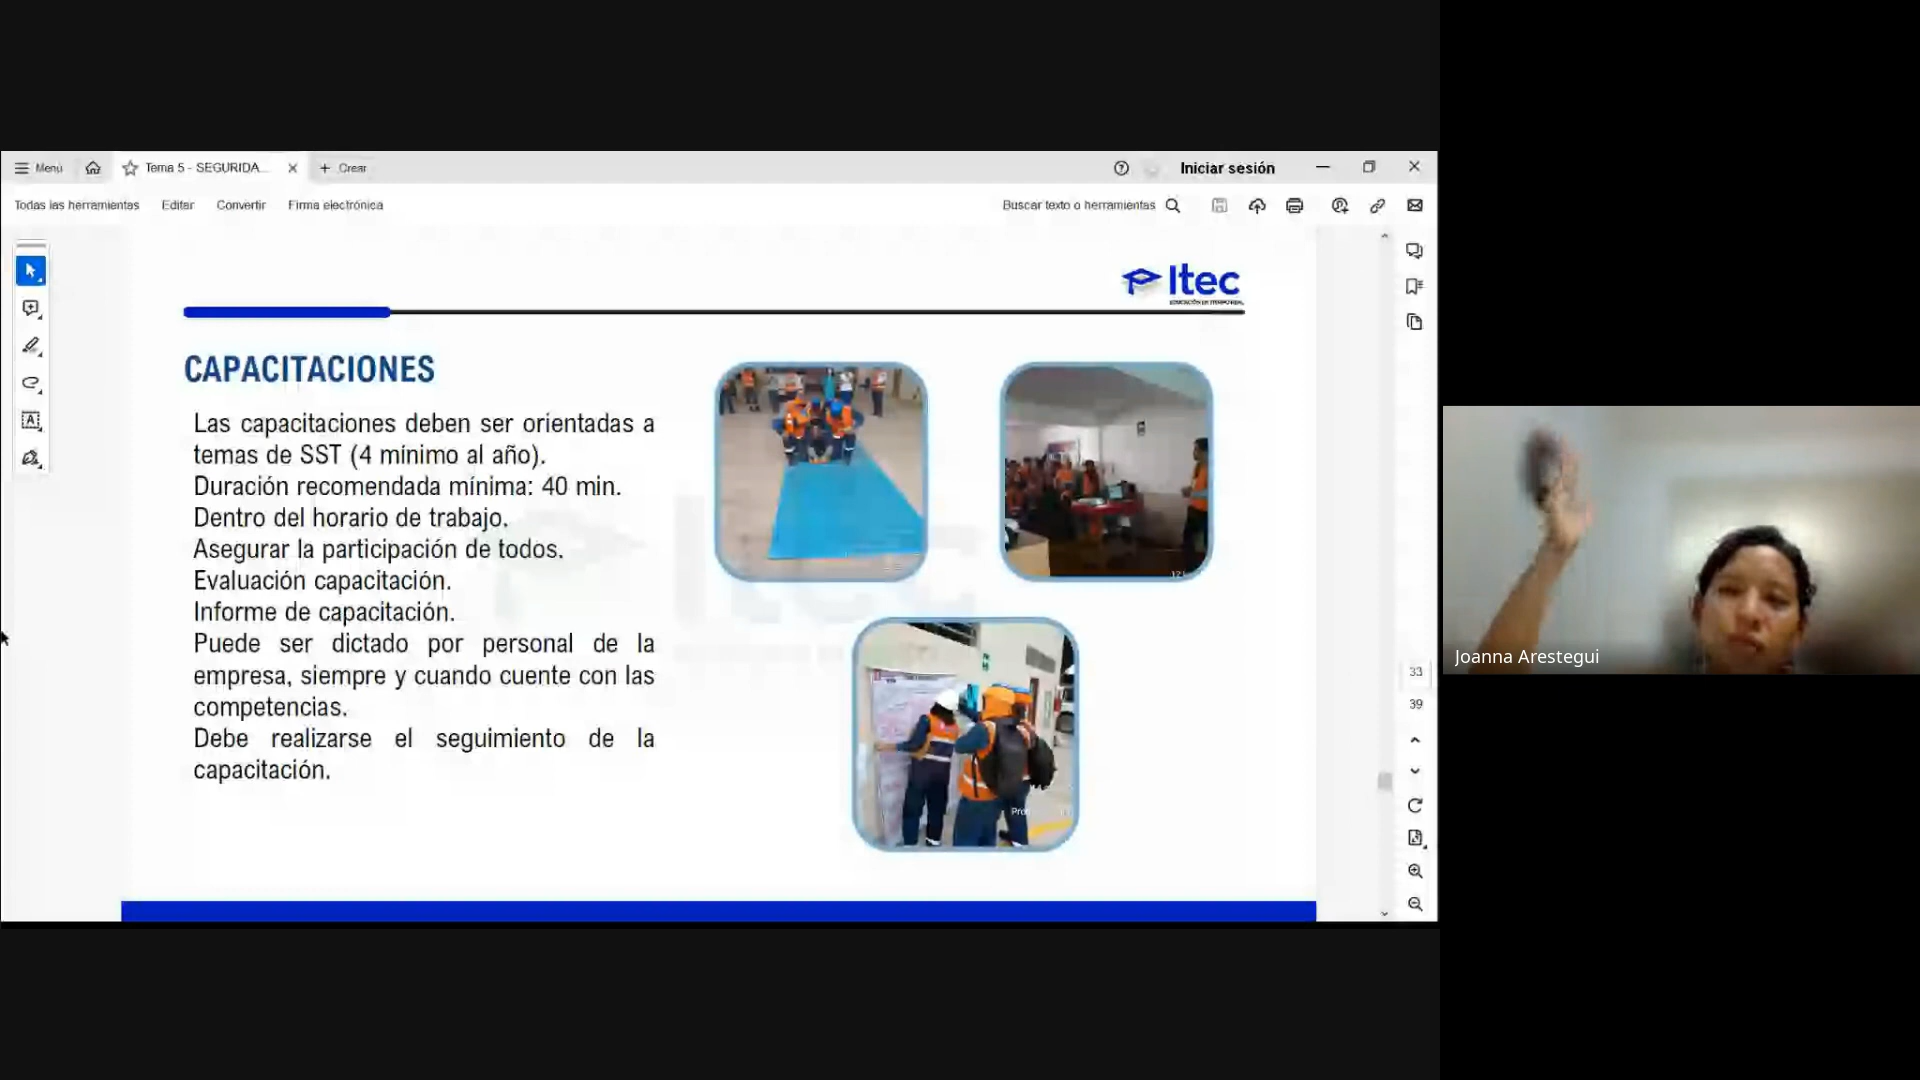 Menú
Tema 5 - SEGURIDA...
Crear
Iniciar sesión
Todas las herramientas
Editar
Convertir
Firma electrónica
Buscar texto o herramientas
Itec
CAPACITACIONES
Las capacitaciones deben ser orientadas a
temas de SST (4 mínimo al año).
Duración recomendada mínima: 40 min.
Dentro del horario de trabajo.
Asegurar la participación de todos.
Evaluación capacitación.
Informe de capacitación.
Puede ser dictado por personal de la
empresa, siempre y cuando cuente con las
competencias.
Debe realizarse el seguimiento de la
capacitación.
Itec
33
39
Joanna Arestegui